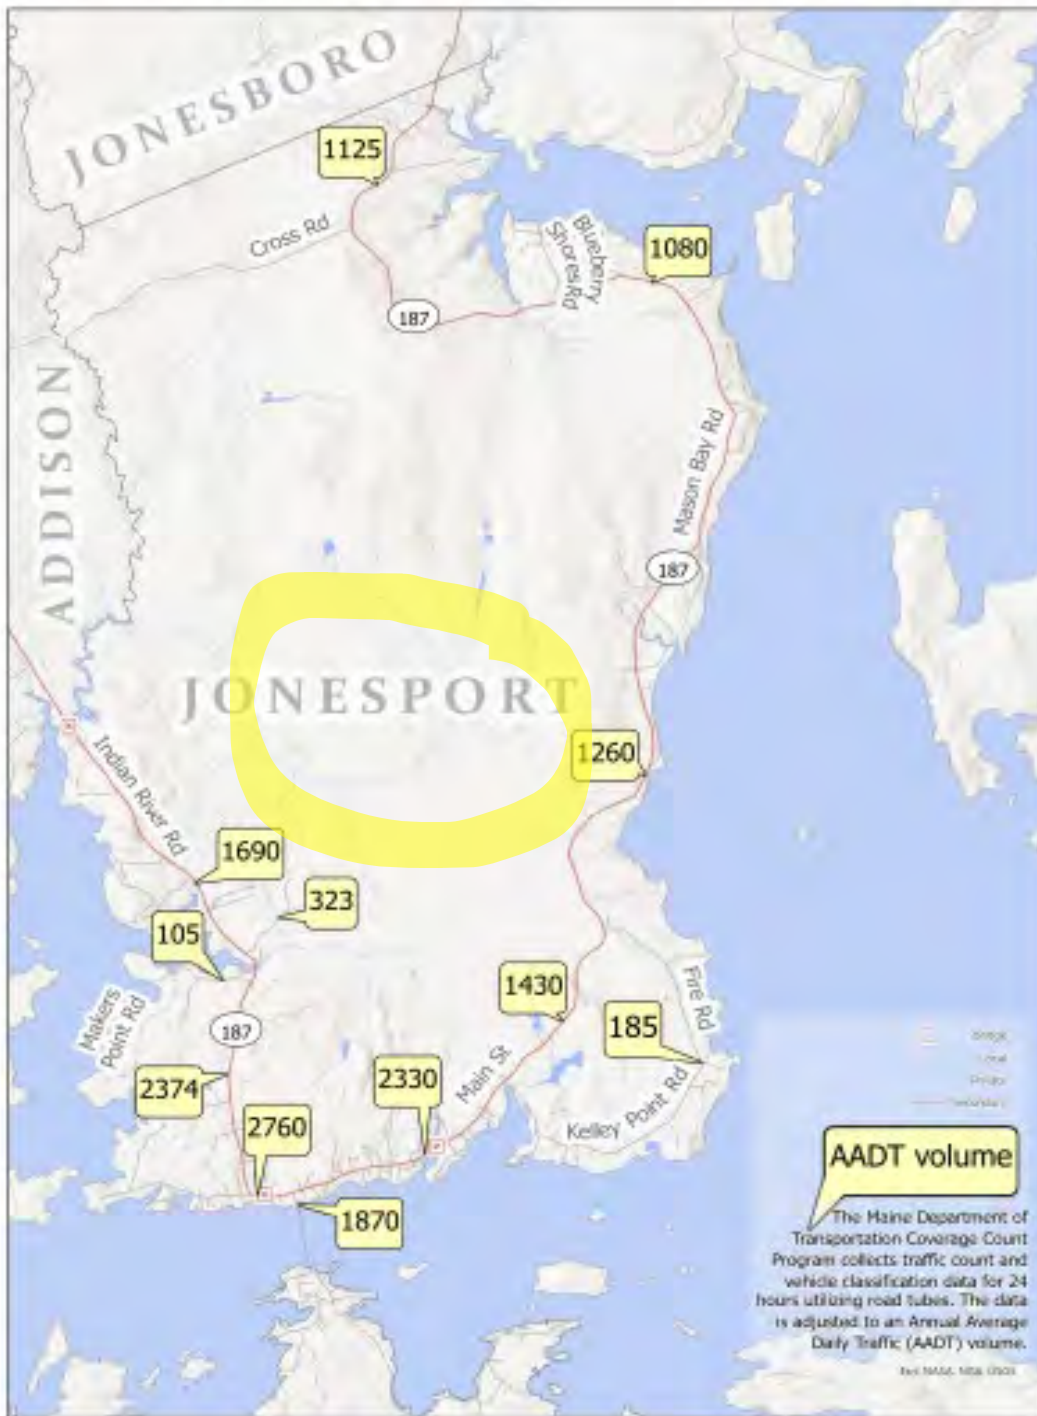 JONESBORO
1125
Cross Rd
Blueberry
Shores Rd
1080
187
ADDISON
Mason Bay Rd
187
JONESPORT
1260
Indian River Rd
1690
323
105
1430
Fire Rd
Makers
Point Rd
187
185
2374
2330
Main St
2760
Kelley Point Rd
1870
AADT volume
The Maine Department of
Transportation Coverage Count
Program collects traffic count and
vehicle classification data for 24
hours utilizing road tubes. The data
is adjusted to an Annual Average
Daily Traffic (AADT) volume.